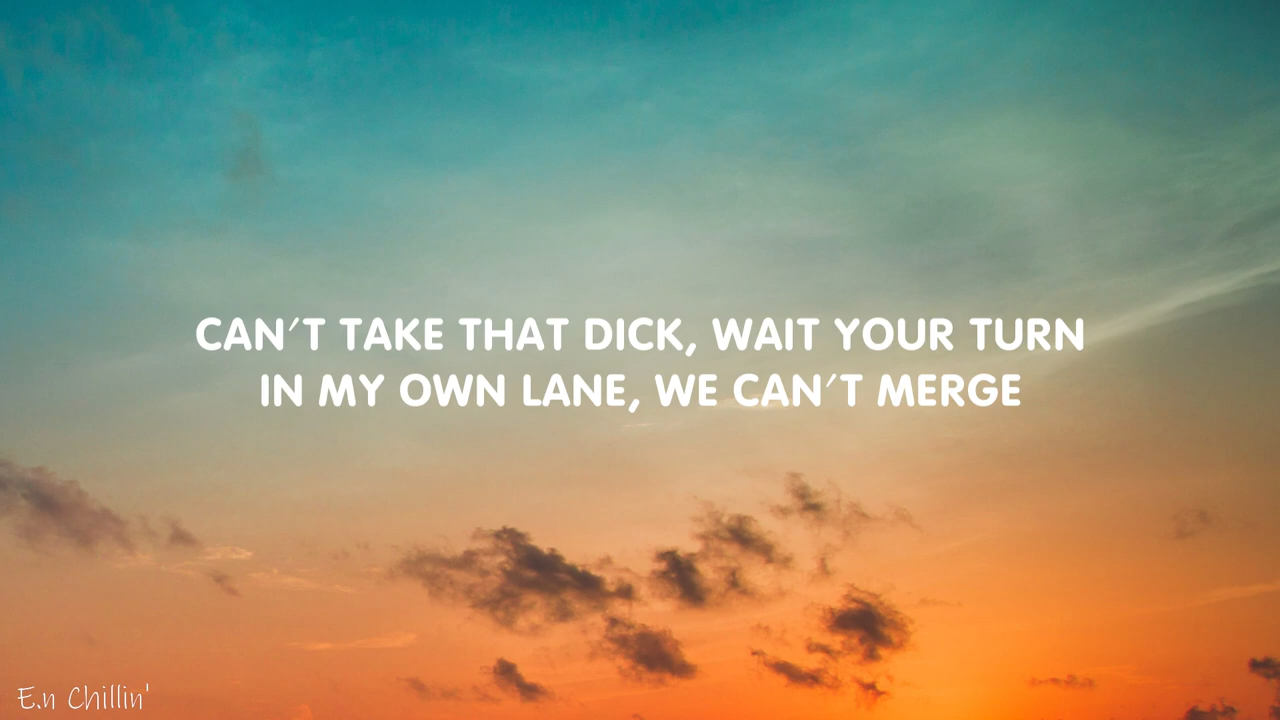 CAN'T TAKE THAT DICK, WAIT YOUR TURN
IN MY OWN LANE, WE CAN'T MERGE
E.n Chillin'